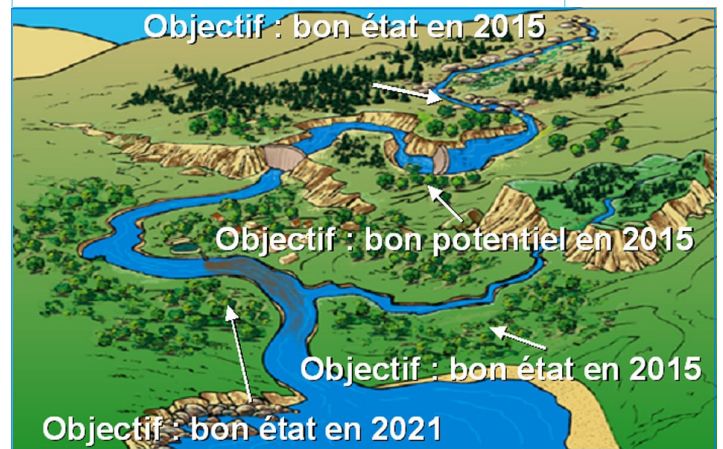 Objectif : bon état en 2015
Objectif : bon potentiel en 2015
Objectif : bon état en 2015
Objectif : bon état en 2021